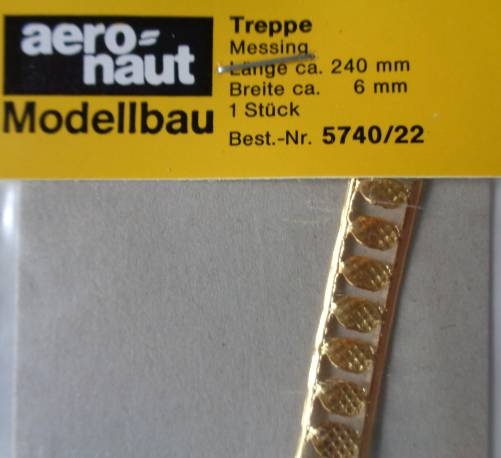 aero=
naut
Modellbau
Treppe
Messing
Länge ca. 240 mm
Breite ca. 6 mm
1 Stück
Best.-Nr. 5740/22